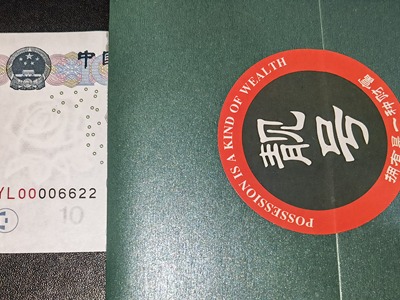 中国
YL00006622
10
POSSESSION IS A KIND OF WEALTH
靓号
拥有是一种财富